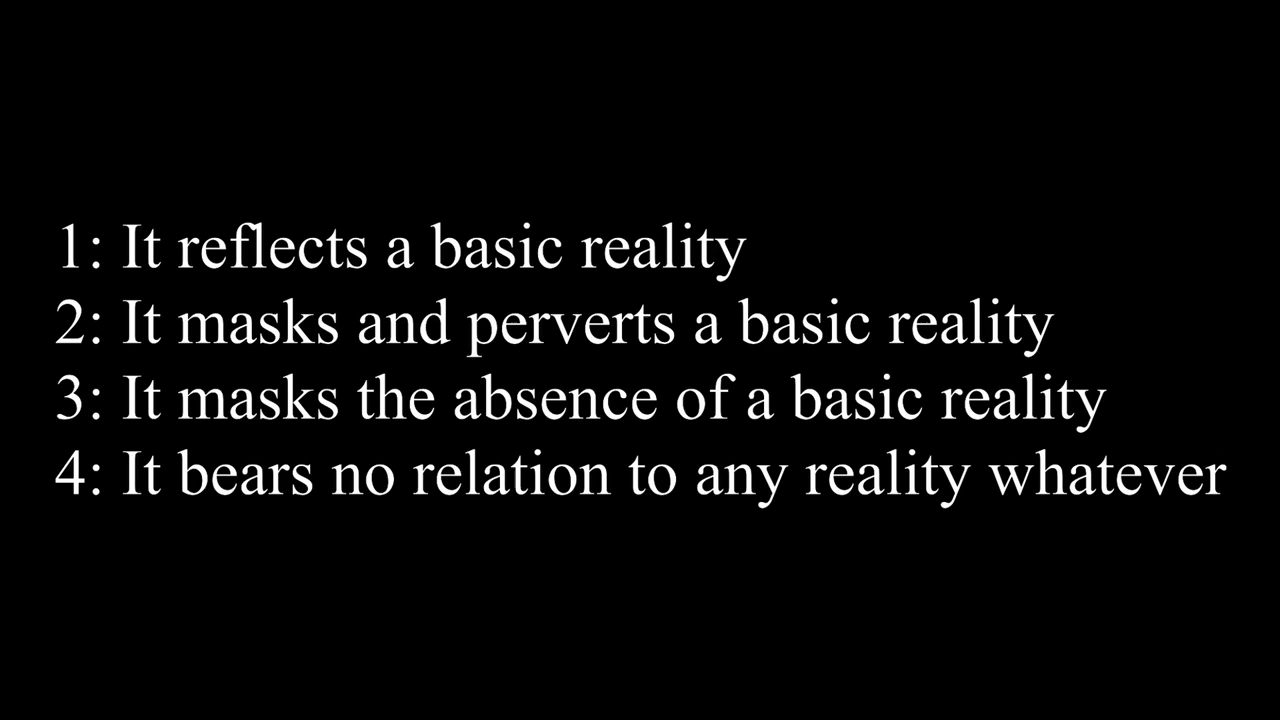 1: It reflects a basic reality
2: It masks and perverts a basic reality
3: It masks the absence of a basic reality
4: It bears no relation to any reality whatever